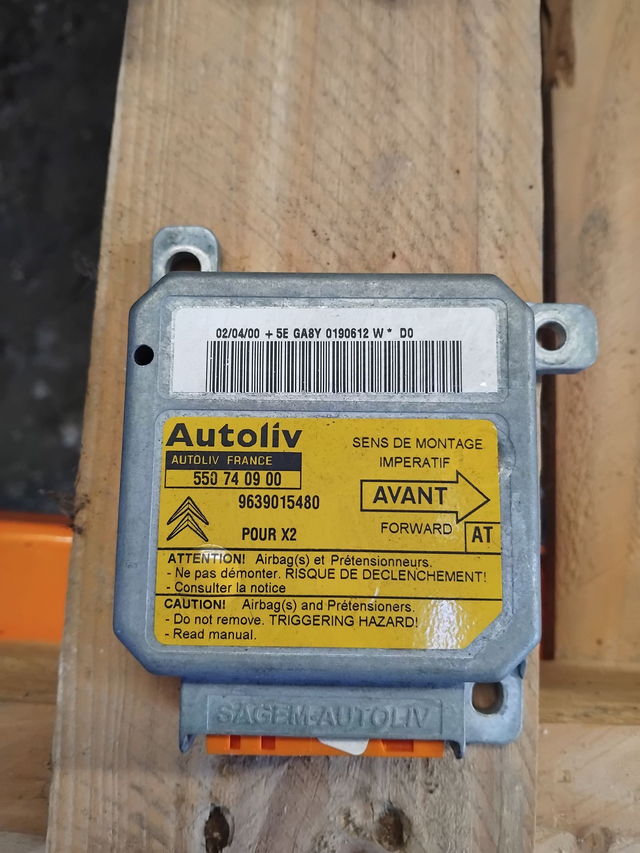 02/04/00 + 5E GA8Y 0190612 W * D0
Autoliv
AUTOLIV FRANCE
550 74 09 00
9639015480
POUR X2
SENS DE MONTAGE
IMPERATIF
AVANT
FORWARD
AT
ATTENTION! Airbag(s) et Prétensionneurs.
- Ne pas démonter. RISQUE DE DECLENCHEMENT!
- Consulter la notice
CAUTION! Airbag(s) and Prétensioners.
- Do not remove. TRIGGERING HAZARD!
- Read manual.
SAGEM-AUTOLIV